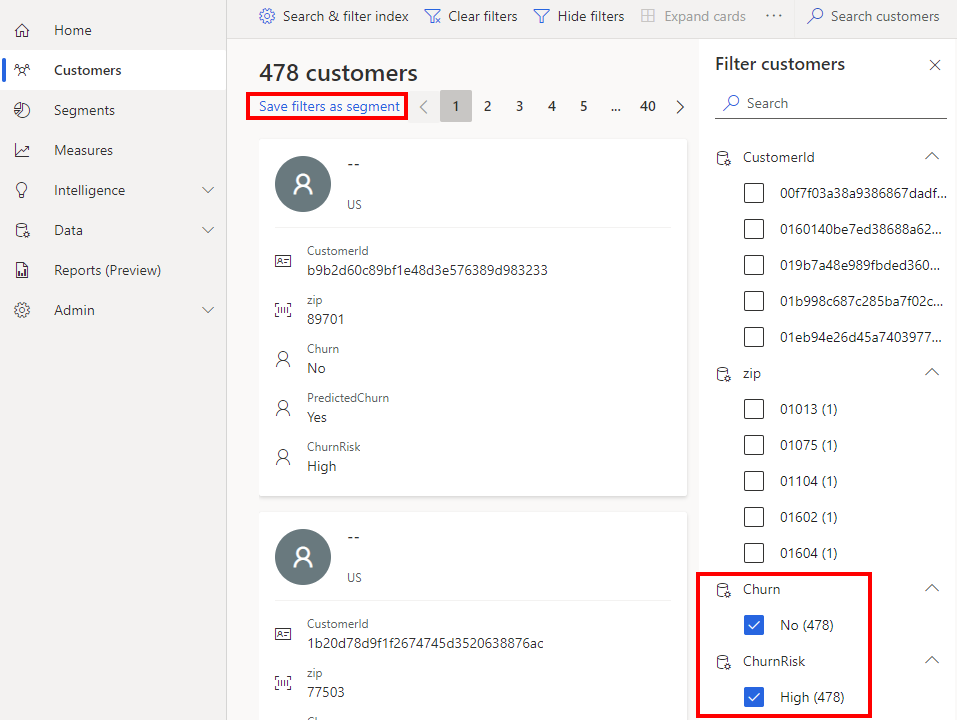 Home
Customers
Segments
Measures
Intelligence
Data
Reports (Preview)
Admin
Search & filter index
Clear filters
Hide filters
Expand cards
...
Search customers
478 customers
Save filters as segment
1 2 3 4 5 ... 40
--
US
CustomerId
b9b2d60c89bf1e48d3e576389d983233
zip
89701
Churn
No
PredictedChurn
Yes
ChurnRisk
High
--
US
CustomerId
1b20d78d9f1f2674745d3520638876ac
zip
77503
Filter customers
Search
CustomerId
00f7f03a38a9386867dadf...
0160140be7ed38688a62...
019b7a48e989fbded360...
01b998c687c285ba7f02c...
01eb94e26d45a7403977...
zip
01013 (1)
01075 (1)
01104 (1)
01602 (1)
01604 (1)
Churn
No (478)
ChurnRisk
High (478)